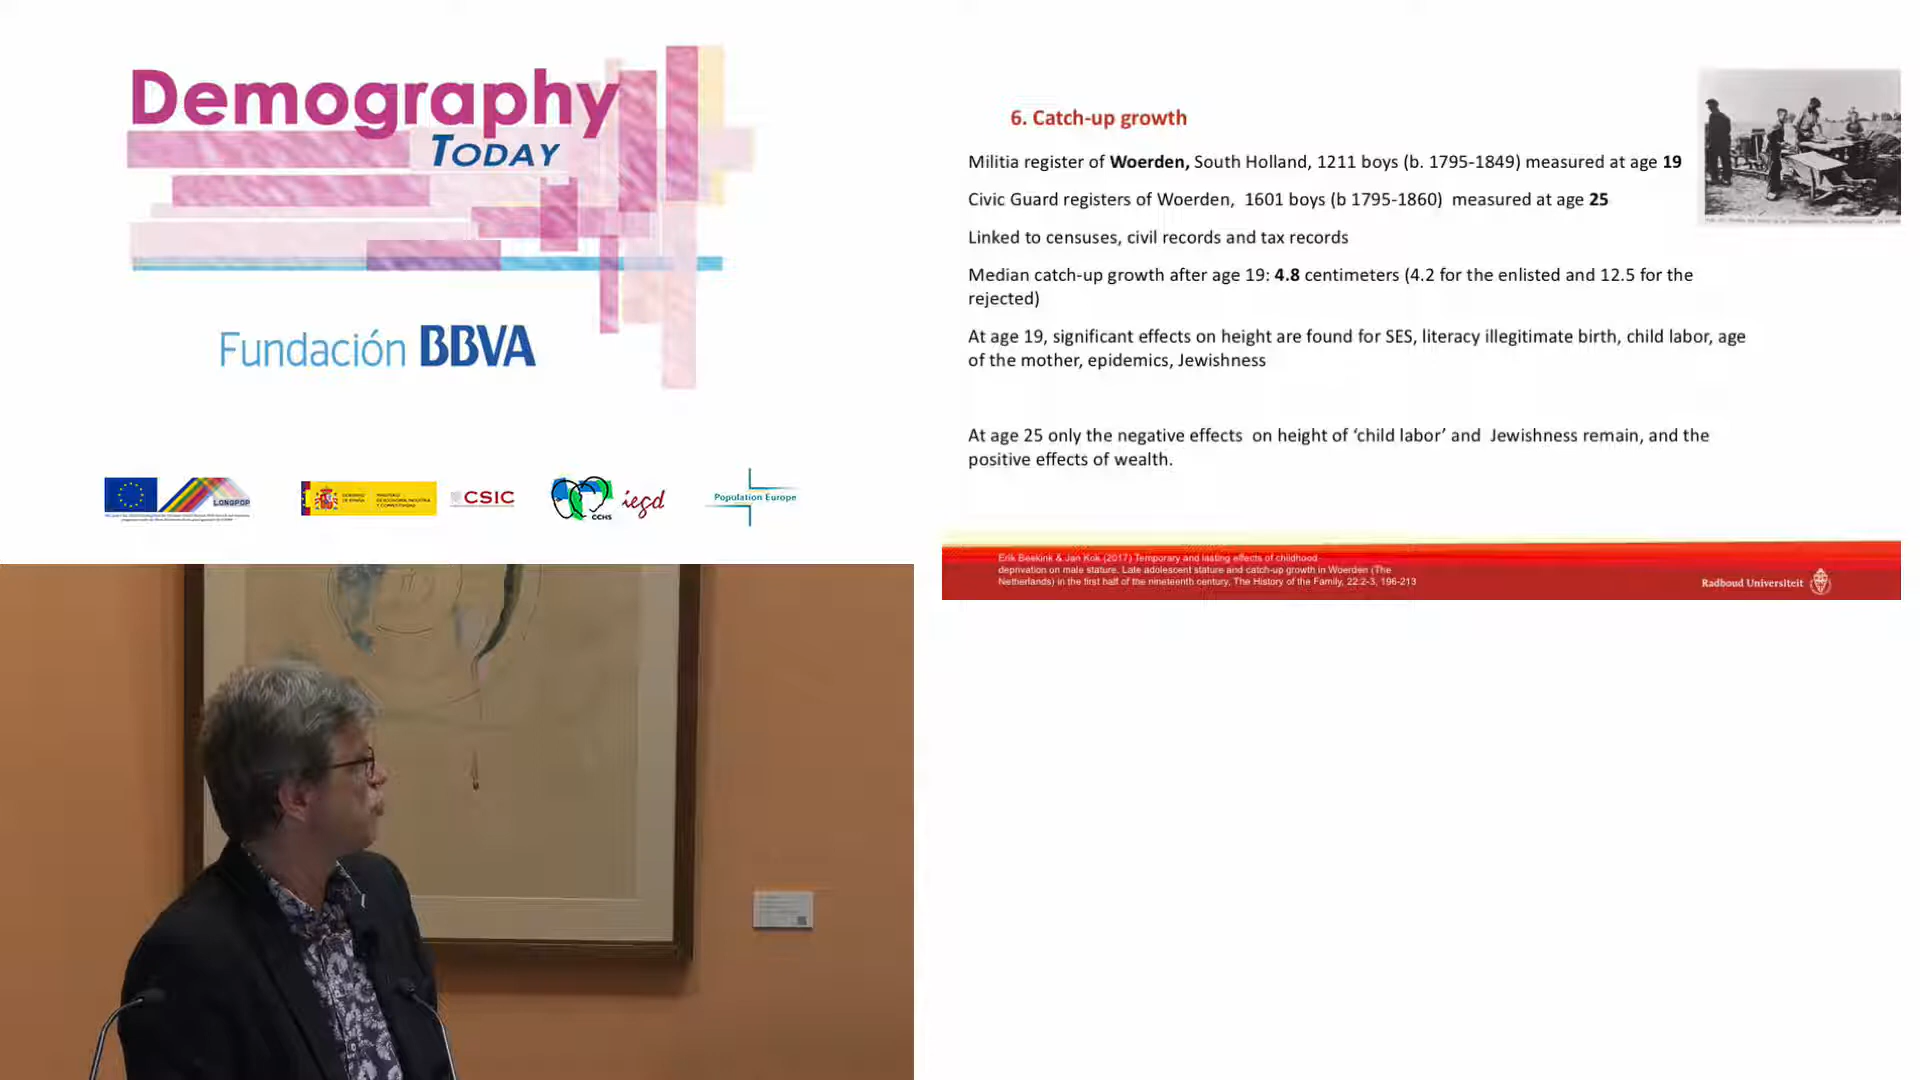 Demography
TODAY
Fundación BBVA
LONGPOP
CSIC
CCHS
iegd
Population Europe
6. Catch-up growth
Militia register of Woerden, South Holland, 1211 boys (b. 1795-1849) measured at age 19
Civic Guard registers of Woerden, 1601 boys (b 1795-1860) measured at age 25
Linked to censuses, civil records and tax records
Median catch-up growth after age 19: 4.8 centimeters (4.2 for the enlisted and 12.5 for the
rejected)
At age 19, significant effects on height are found for SES, literacy illegitimate birth, child labor, age
of the mother, epidemics, Jewishness
At age 25 only the negative effects on height of ‘child labor’ and Jewishness remain, and the
positive effects of wealth.
Erik Beekink & Jan Kok (2017) Temporary and lasting effects of childhood
deprivation on male stature. Late adolescent stature and catch-up growth in Woerden (The
Netherlands) in the first half of the nineteenth century, The History of the Family, 22:2-3, 196-213
Radboud Universiteit